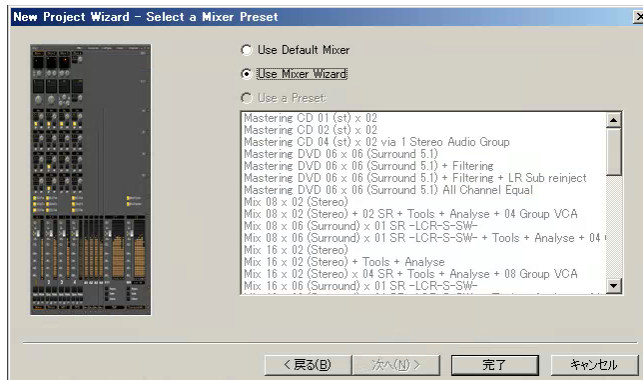 New Project Wizard - Select a Mixer Preset
Use Default Mixer
Use Mixer Wizard
Use a Preset
Mastering CD 01 (st) x 02
Mastering CD 02 (st) x 02
Mastering CD 04 (st) x 02 via 1 Stereo Audio Group
Mastering DVD 06 x 06 (Surround 5.1)
Mastering DVD 06 x 06 (Surround 5.1) + Filtering
Mastering DVD 06 x 06 (Surround 5.1) + Filtering + LR Sub reinject
Mastering DVD 06 x 06 (Surround 5.1) All Channel Equal
Mix 08 x 02 (Stereo)
Mix 08 x 02 (Stereo) + 02 SR + Tools + Analyse + 04 Group VCA
Mix 08 x 06 (Surround) x 01 SR -LCR-S-SW-
Mix 08 x 06 (Surround) x 01 SR -LCR-S-SW- + Tools + Analyse + 04
Mix 16 x 02 (Stereo)
Mix 16 x 02 (Stereo) + Tools + Analyse
Mix 16 x 02 (Stereo) x 04 SR + Tools + Analyse + 08 Group VCA
Mix 16 x 06 (Surround) x 01 SR -LCR-S-SW-
< 戻る(B)
次へ(N) >
完了
キャンセル